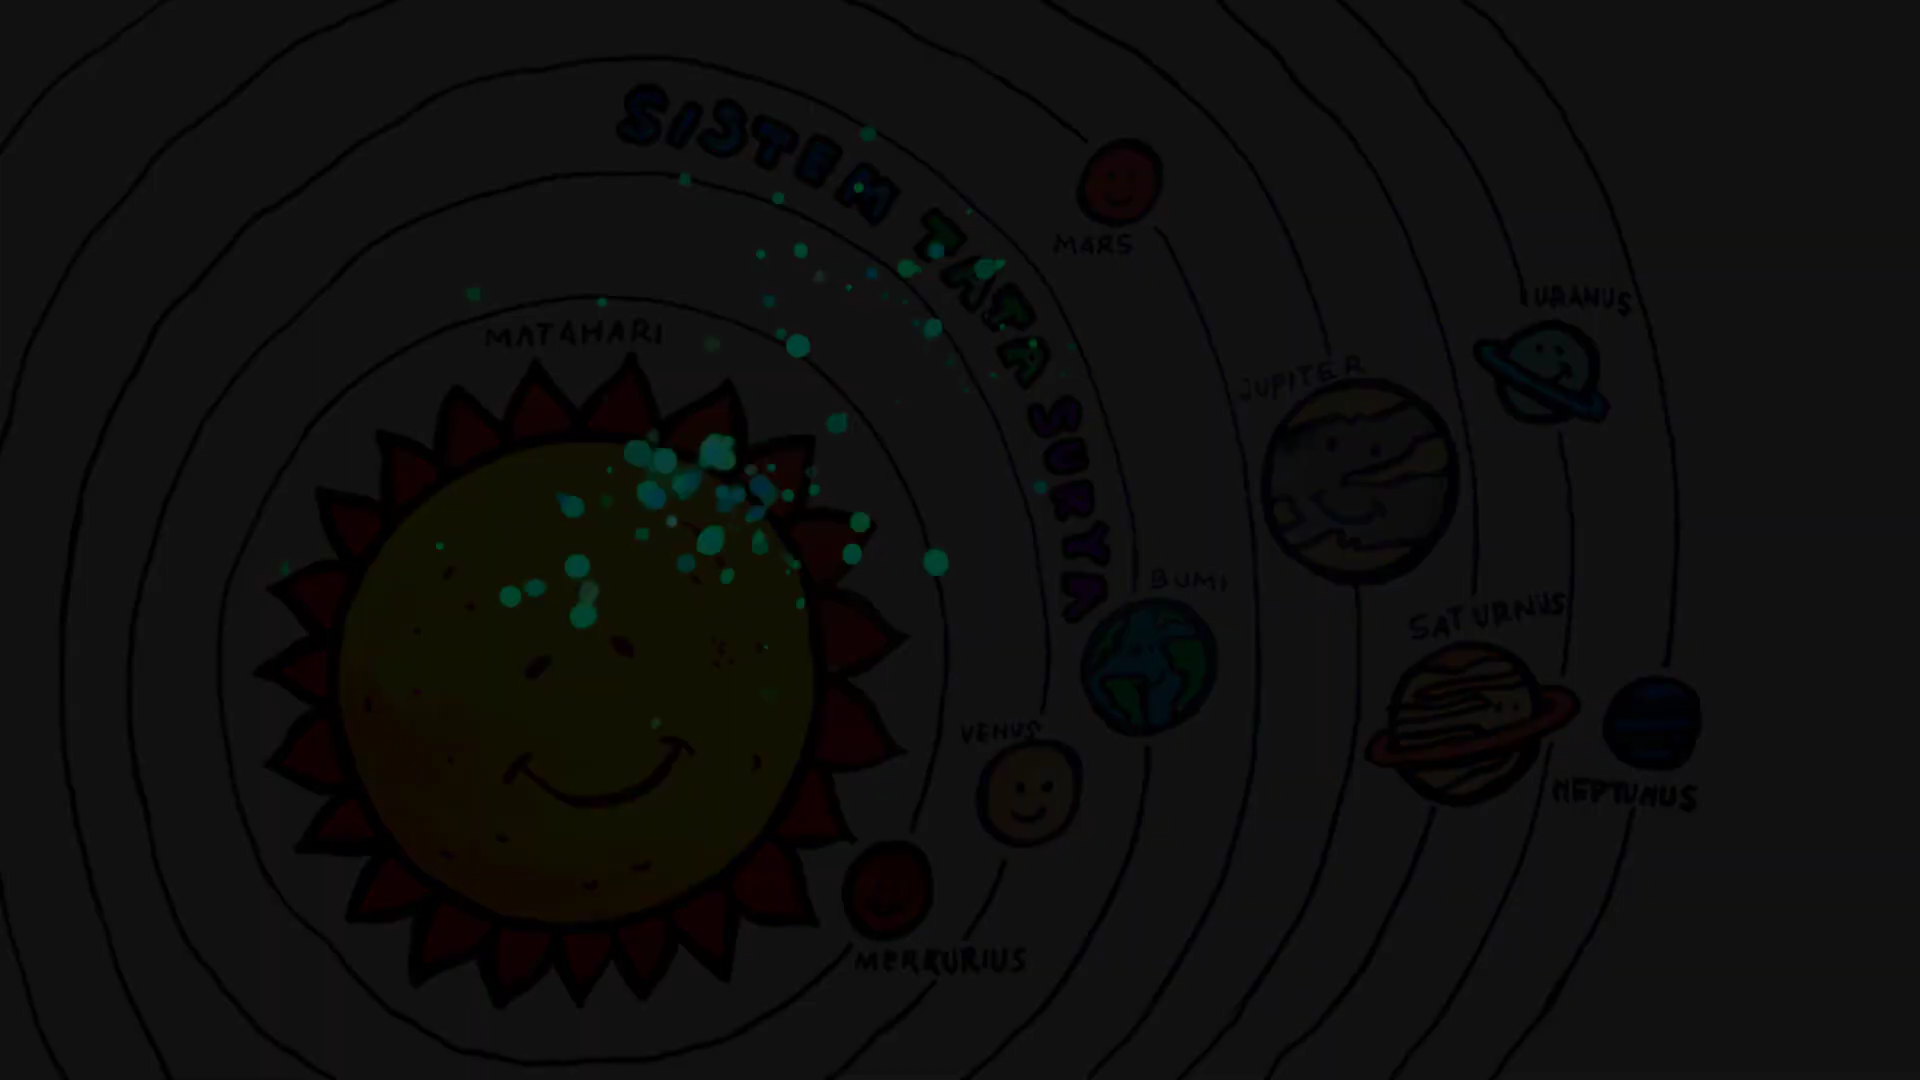 SISTEM TATA SURYA
MARS
URANUS
MATAHARI
JUPITER
BUMI
SATURNUS
VENUS
NEPTUNUS
MERKURIUS